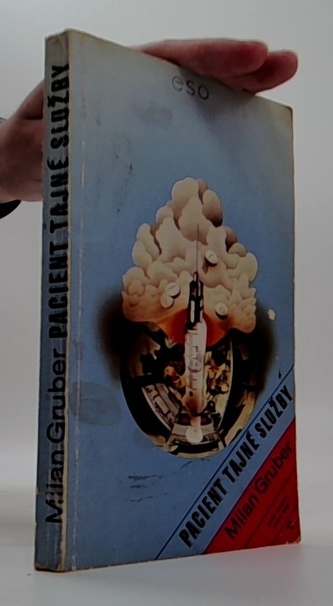 Milan Gruber PACIENT TAJNÉ SLUŽBY
eso
PACIENT TAJNÉ SLUŽBY
Milan Gruber